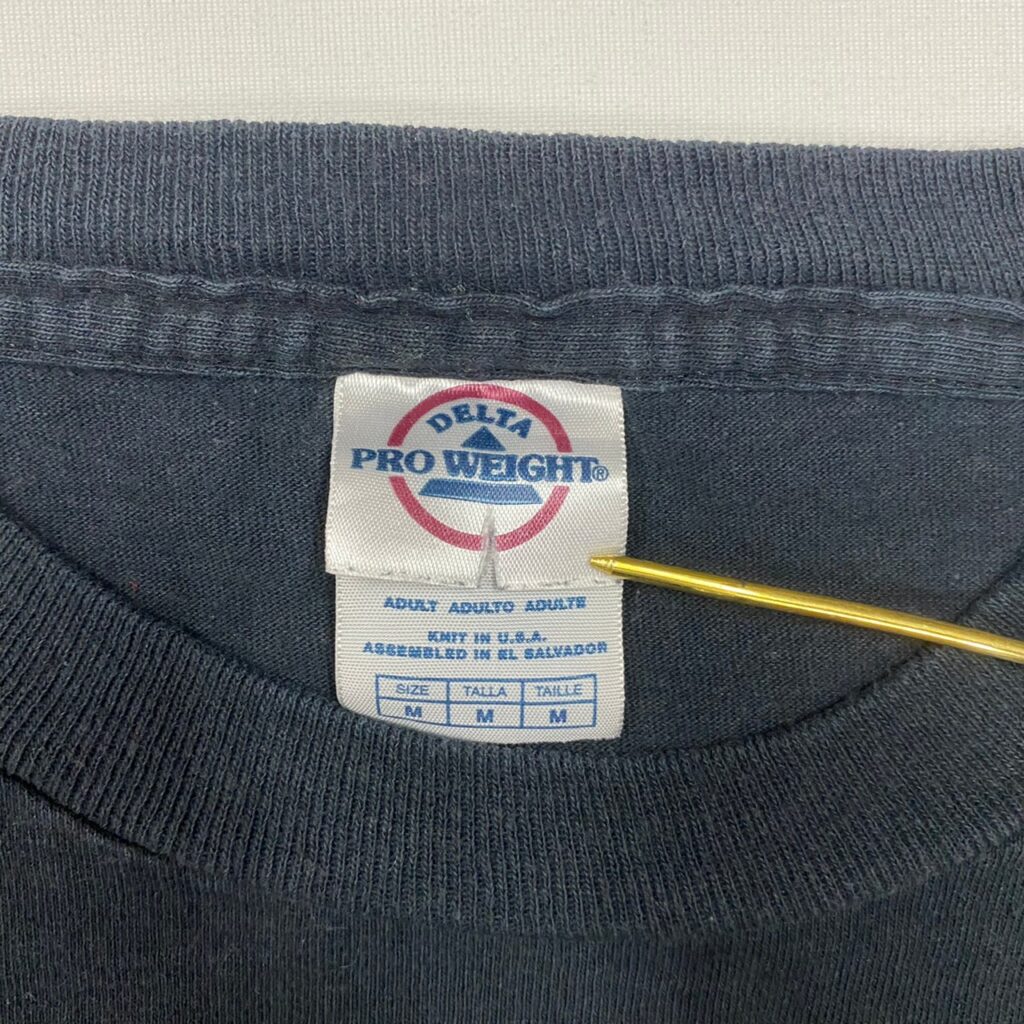 DELTA
PRO WEIGHT®
ADULT ADULTO ADULTE
KNIT IN U.S.A.
ASSEMBLED IN EL SALVADOR
SIZE TALLA TAILLE
M M M